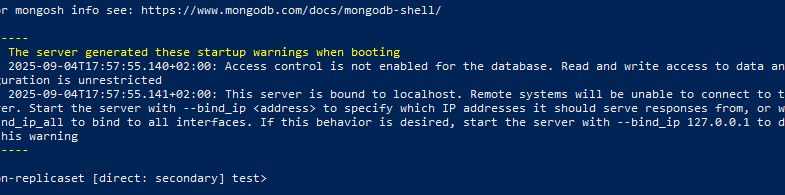 or mongosh info see: https://www.mongodb.com/docs/mongodb-shell/
-----
The server generated these startup warnings when booting
2025-09-04T17:57:55.140+02:00: Access control is not enabled for the database. Read and write access to data an
guration is unrestricted
2025-09-04T17:57:55.141+02:00: This server is bound to localhost. Remote systems will be unable to connect to t
er. Start the server with --bind_ip <address> to specify which IP addresses it should serve responses from, or w
nd_ip_all to bind to all interfaces. If this behavior is desired, start the server with --bind_ip 127.0.0.1 to d
his warning
-----
on-replicaset [direct: secondary] test>